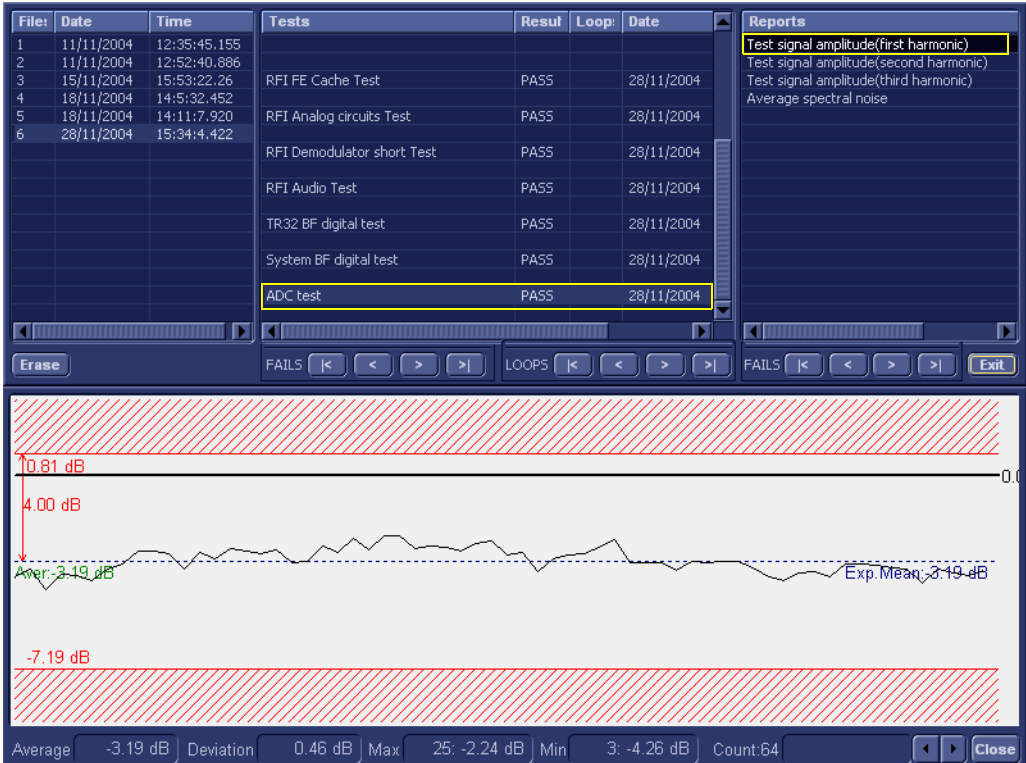 File: Date Time
1 11/11/2004 12:35:45.155
2 11/11/2004 12:52:40.886
3 15/11/2004 15:53:22.26
4 18/11/2004 14:5:32.452
5 18/11/2004 14:11:7.920
6 28/11/2004 15:34:4.422
Erase
Tests Resul Loop: Date
RFI FE Cache Test PASS 28/11/2004
RFI Analog circuits Test PASS 28/11/2004
RFI Demodulator short Test PASS 28/11/2004
RFI Audio Test PASS 28/11/2004
TR32 BF digital test PASS 28/11/2004
System BF digital test PASS 28/11/2004
ADC test PASS 28/11/2004
FAILS |< < > >| LOOPS |< < > >|
Reports
Test signal amplitude(first harmonic)
Test signal amplitude(second harmonic)
Test signal amplitude(third harmonic)
Average spectral noise
FAILS |< < > >| Exit
0.81 dB
0.0
4.00 dB
Aver:-3.19 dB
Exp.Mean:-3.19 dB
-7.19 dB
Average -3.19 dB Deviation 0.46 dB Max 25: -2.24 dB Min 3: -4.26 dB Count:64 Close